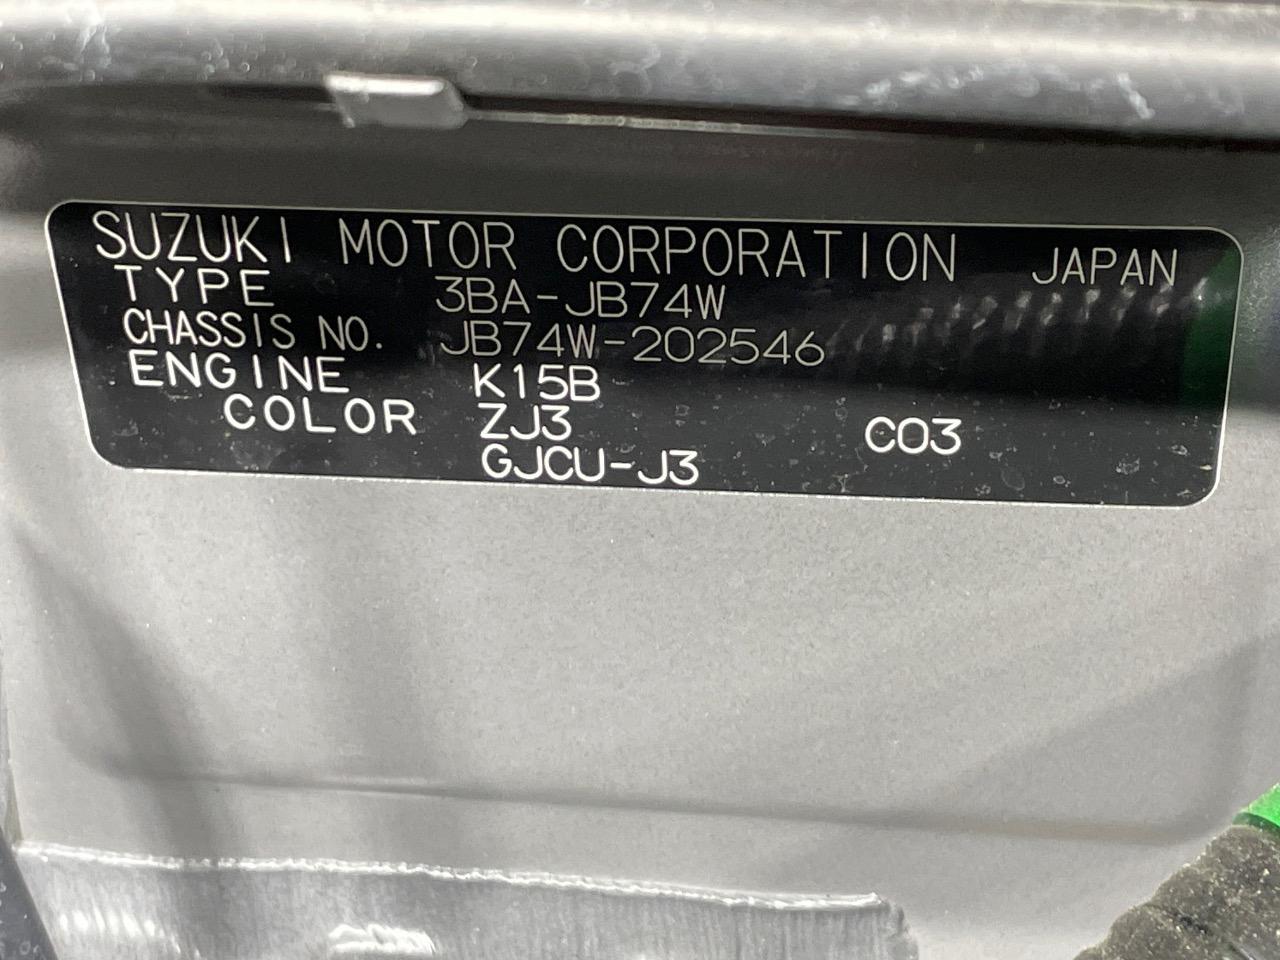 SUZUKI MOTOR CORPORATION JAPAN
TYPE 3BA-JB74W
CHASSIS NO. JB74W-202546
ENGINE K15B
COLOR ZJ3 C03
GJCU-J3